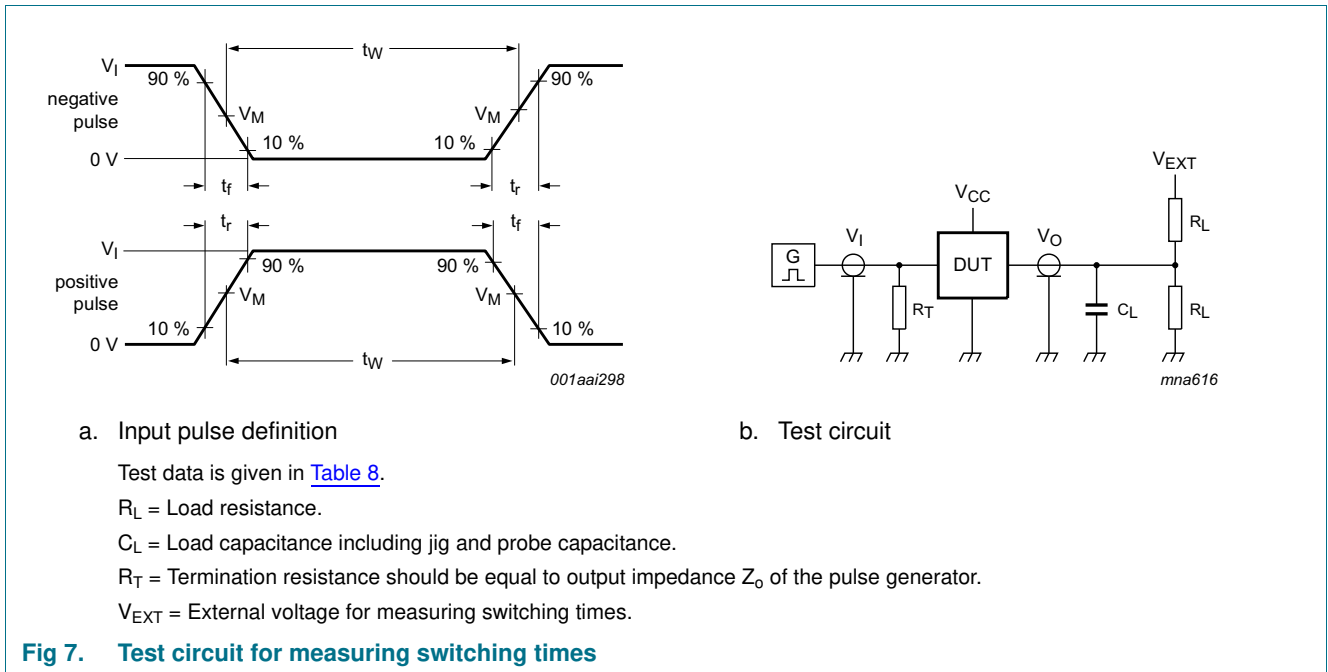 tW
VI
90 %
90 %
negative
pulse
VM
VM
10 %
10 %
0 V
tf
tr
tr
tf
VI
90 %
90 %
positive
pulse
VM
VM
10 %
10 %
0 V
tW
001aai298
VEXT
VCC
RL
VI
VO
G
DUT
RT
CL
RL
mna616
a. Input pulse definition
b. Test circuit
Test data is given in Table 8.
RL = Load resistance.
CL = Load capacitance including jig and probe capacitance.
RT = Termination resistance should be equal to output impedance Zo of the pulse generator.
VEXT = External voltage for measuring switching times.
Fig 7. Test circuit for measuring switching times